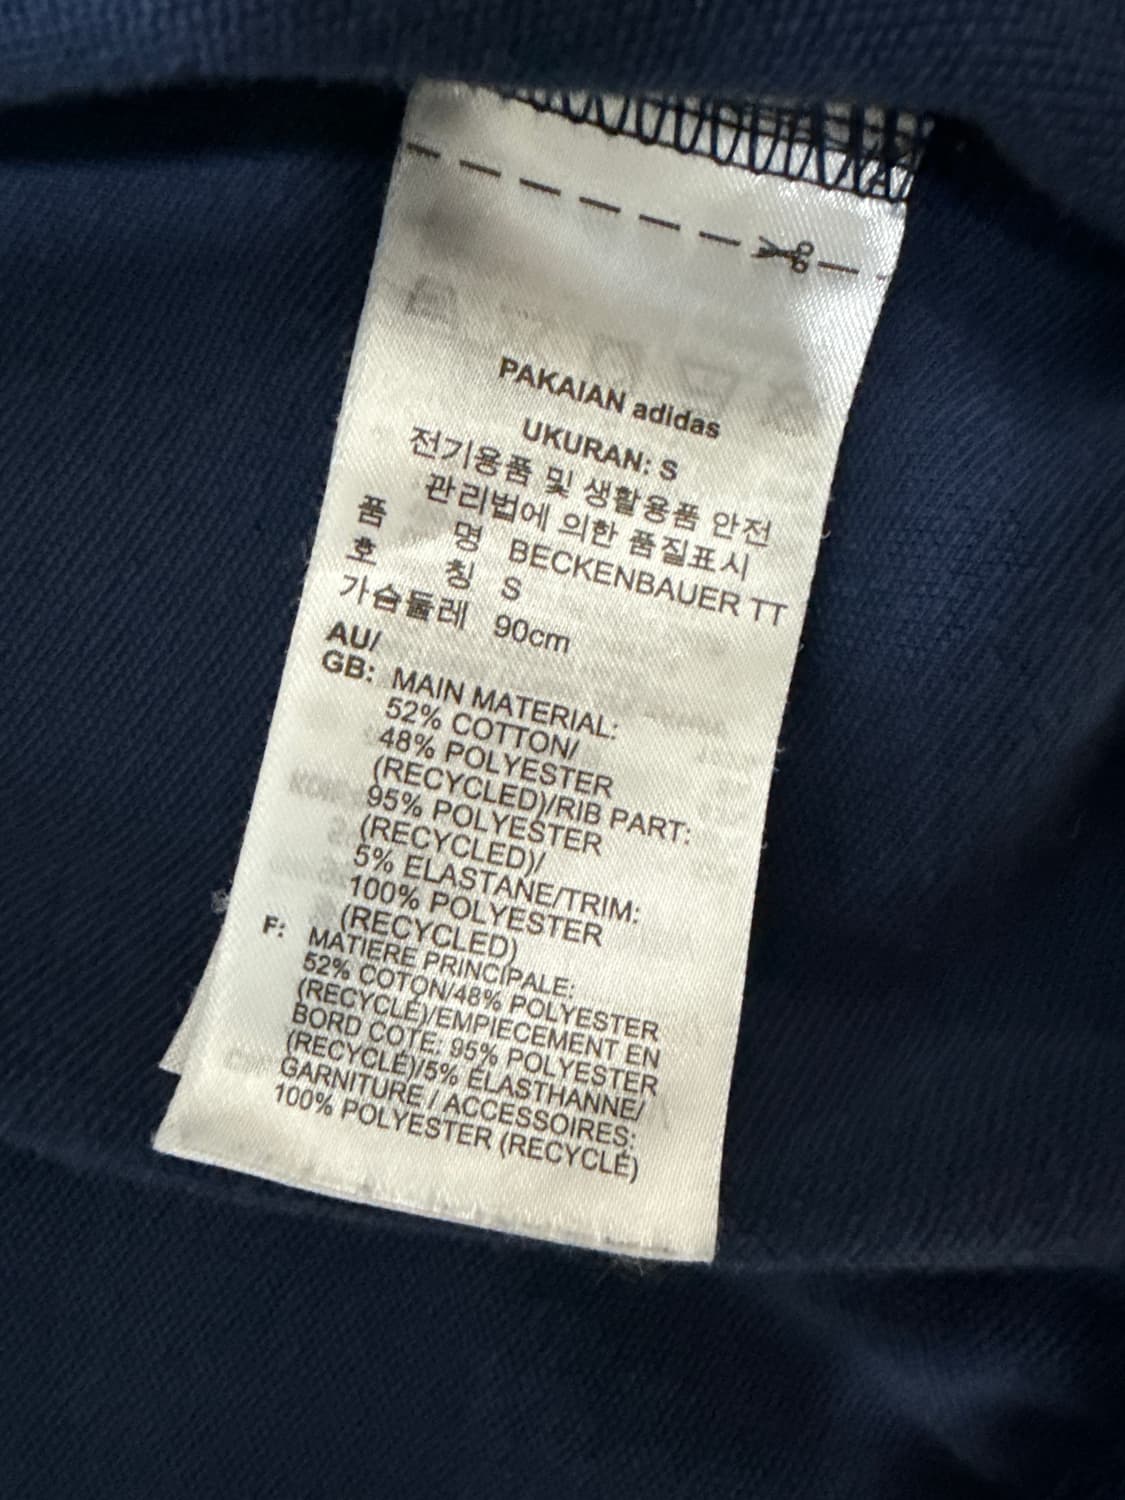 PAKAIAN adidas
UKURAN: S
전기용품 및 생활용품 안전
관리법에 의한 품질표시
품 명 BECKENBAUER TT
호 칭 S
가슴둘레 90cm
AU/
GB: MAIN MATERIAL:
52% COTTON/
48% POLYESTER
(RECYCLED)/RIB PART:
95% POLYESTER
(RECYCLED)/
5% ELASTANE/TRIM:
100% POLYESTER
(RECYCLED)
F: MATIERE PRINCIPALE:
52% COTON/48% POLYESTER
(RECYCLÉ)/EMPIECEMENT EN
BORD COTE: 95% POLYESTER
(RECYCLÉ)/5% ÉLASTHANNE/
GARNITURE / ACCESSOIRES:
100% POLYESTER (RECYCLÉ)